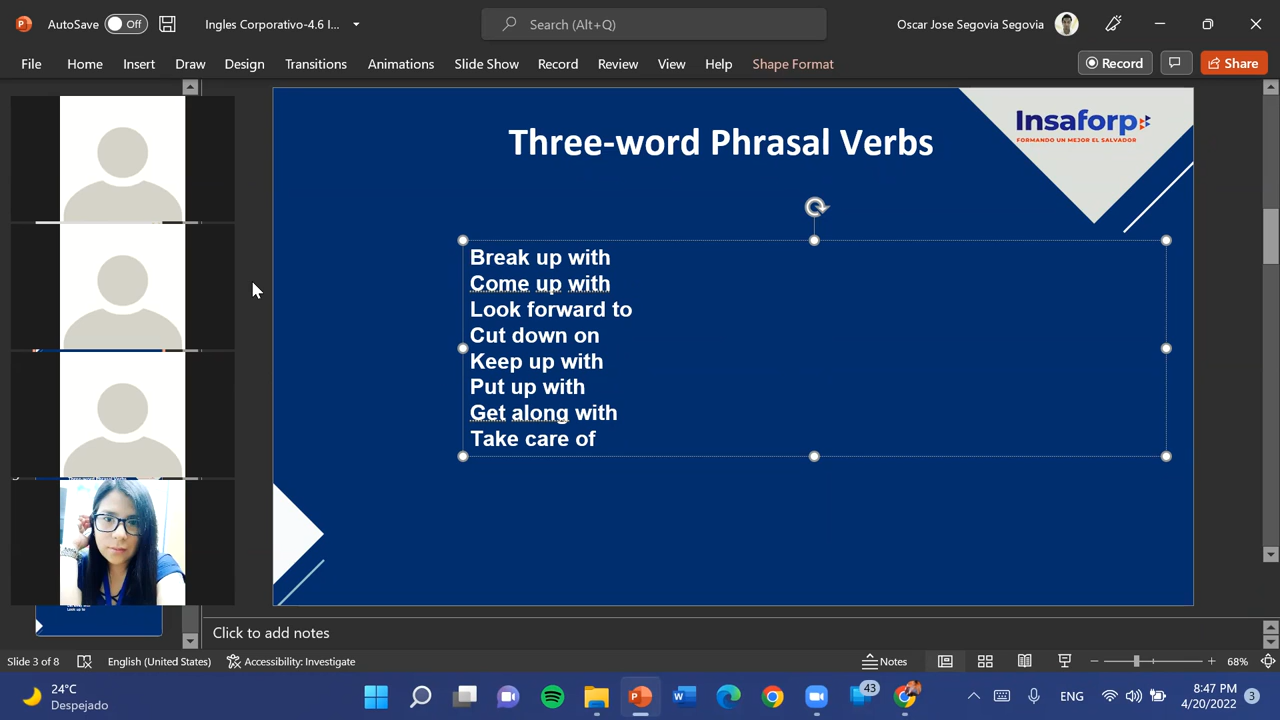 AutoSave Off Ingles Corporativo-4.6 I... Search (Alt+Q) Oscar Jose Segovia Segovia
File Home Insert Draw Design Transitions Animations Slide Show Record Review View Help Shape Format Record Share
Insaforp
FORMANDO UN MEJOR EL SALVADOR
Three-word Phrasal Verbs
Break up with
Come up with
Look forward to
Cut down on
Keep up with
Put up with
Get along with
Take care of
Look up to
Click to add notes
Slide 3 of 8 English (United States) Accessibility: Investigate Notes 68%
24°C
Despejado
43
ENG
8:47 PM
4/20/2022
3